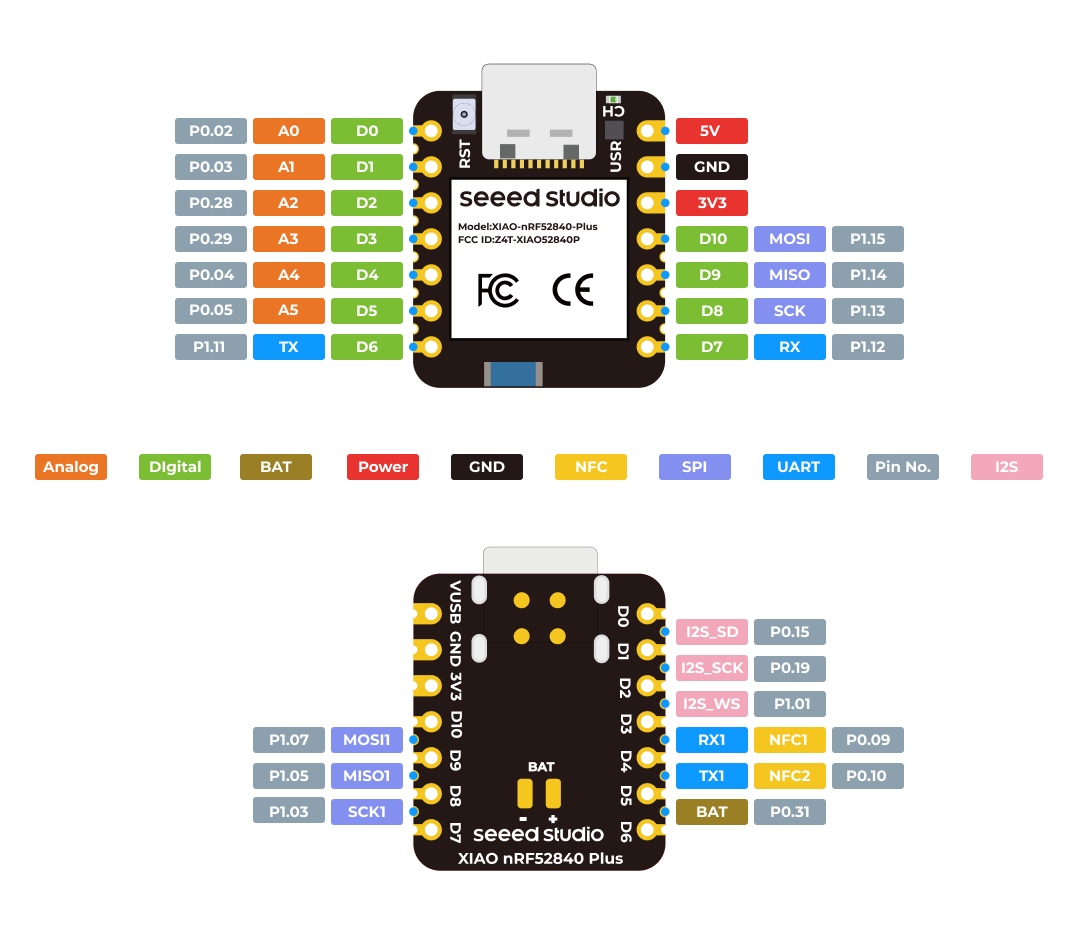 P0.02 A0 D0 5V
P0.03 A1 D1 GND
P0.28 A2 D2 3V3
P0.29 A3 D3 D10 MOSI P1.15
P0.04 A4 D4 D9 MISO P1.14
P0.05 A5 D5 D8 SCK P1.13
P1.11 TX D6 D7 RX P1.12
RST
CH
USR
seeed studio
Model:XIAO-nRF52840-Plus
FCC ID:Z4T-XIAO52840P
FC CE
Analog DIgital BAT Power GND NFC SPI UART Pin No. I2S
VUSB GND 3V3 D10 D9 D8 D7
D0 D1 D2 D3 D4 D5 D6
I2S_SD P0.15
I2S_SCK P0.19
I2S_WS P1.01
P1.07 MOSI1 RX1 NFC1 P0.09
P1.05 MISO1 TX1 NFC2 P0.10
P1.03 SCK1 BAT P0.31
BAT
- +
seeed studio
XIAO nRF52840 Plus